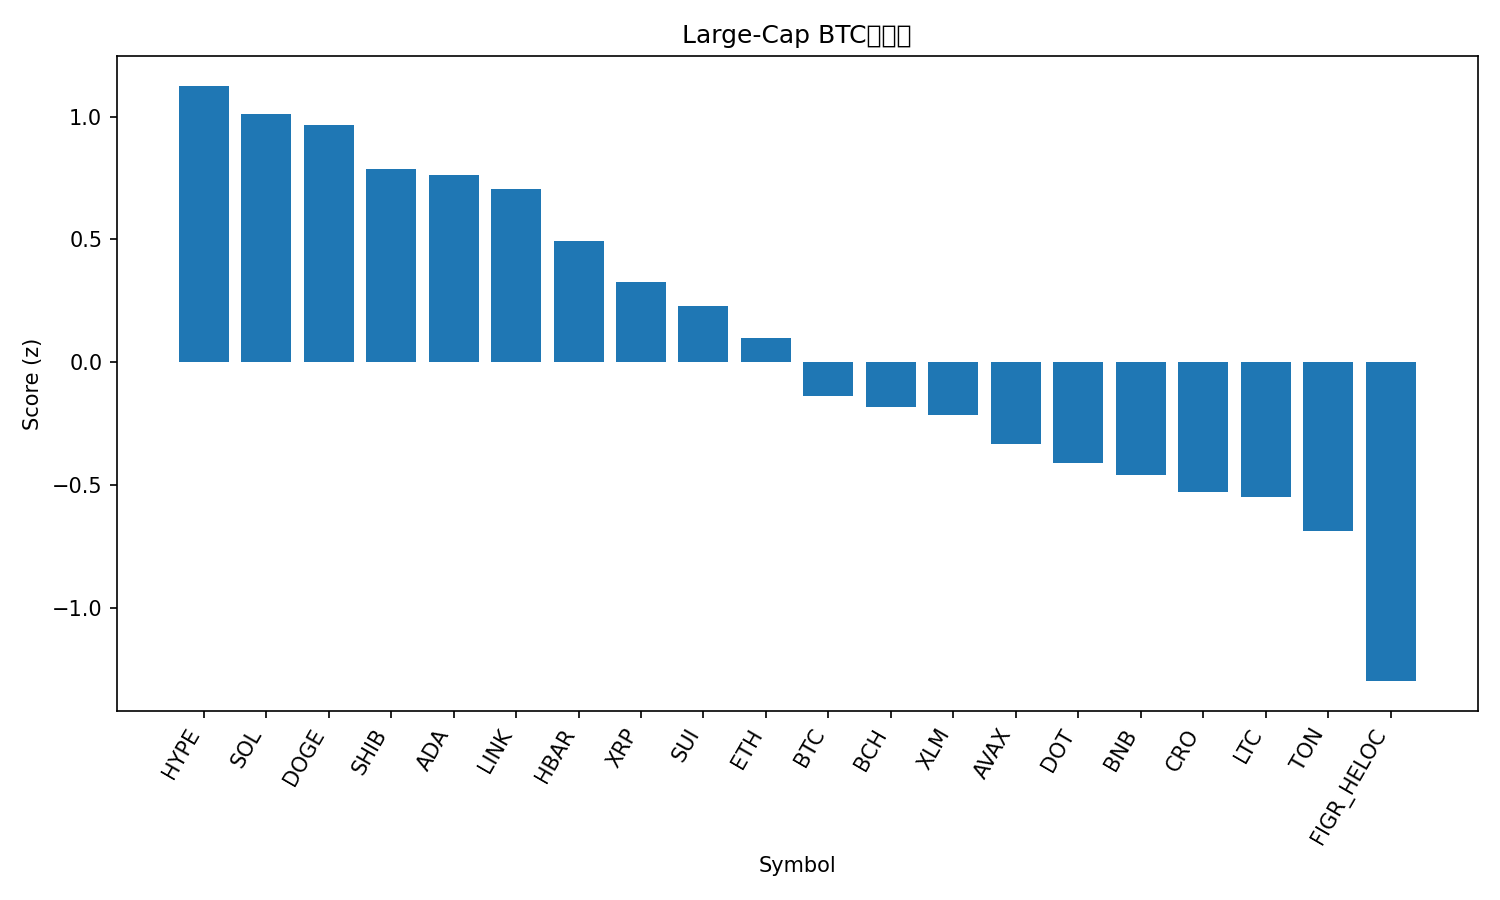 Large-Cap BTC
1.0
0.5
0.0
−0.5
−1.0
Score (z)
HYPE
SOL
DOGE
SHIB
ADA
LINK
HBAR
XRP
SUI
ETH
BTC
BCH
XLM
AVAX
DOT
BNB
CRO
LTC
TON
FIGR_HELOC
Symbol